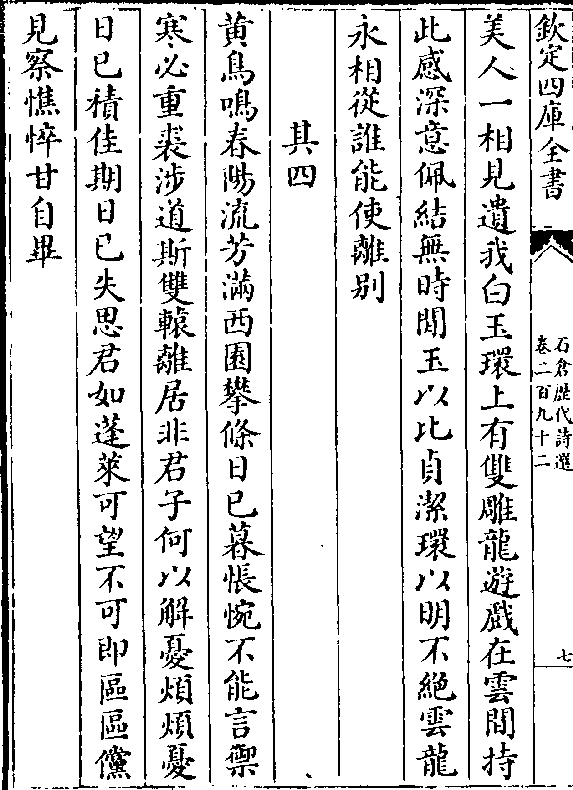 欽定四庫全書
石倉歷代詩選
卷二百九十二
七
美人一相見遺我白玉環上有雙雕龍遊戲在雲間持
此感深意佩結無時閒玉以比貞潔環以明不絕雲龍
永相從誰能使離别
其四
黄鳥鳴春陽流芳滿西園攀條日已暮悵惋不能言禦
寒必重裘涉道斯雙轅離居非君子何以解憂煩煩憂
日已積佳期日已失思君如蓬萊可望不可即區區儻
見察憔悴甘自畢